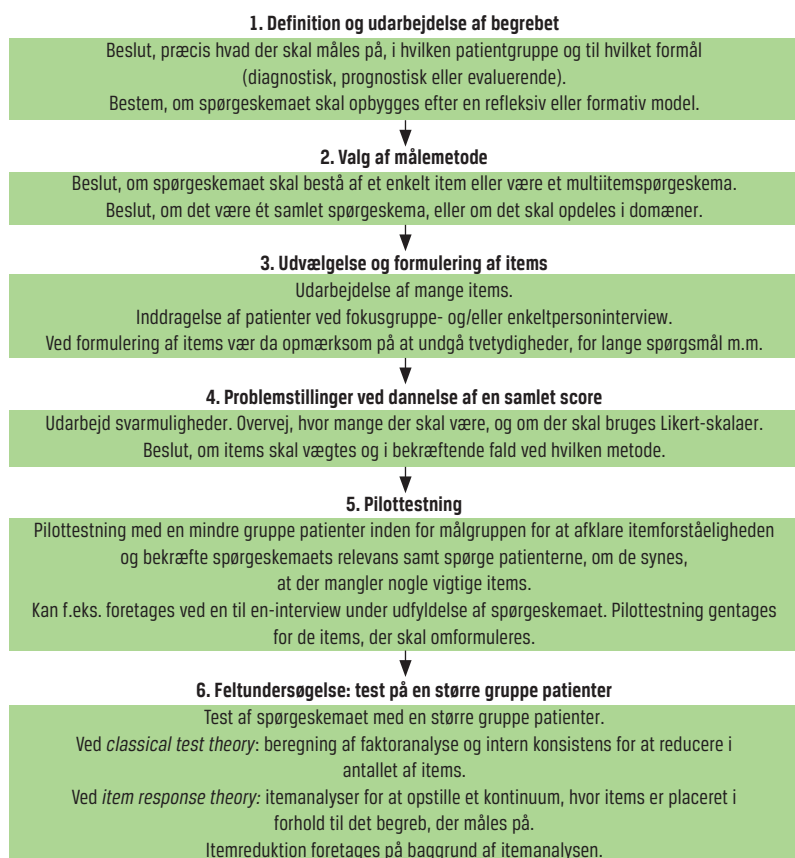 1. Definition og udarbejdelse af begrebet
Beslut, præcis hvad der skal måles på, i hvilken patientgruppe og til hvilket formål
(diagnostisk, prognostisk eller evaluerende).
Bestem, om spørgeskemaet skal opbygges efter en refleksiv eller formativ model.
2. Valg af målemetode
Beslut, om spørgeskemaet skal bestå af et enkelt item eller være et multiitemspørgeskema.
Beslut, om det være ét samlet spørgeskema, eller om det skal opdeles i domæner.
3. Udvælgelse og formulering af items
Udarbejdelse af mange items.
Inddragelse af patienter ved fokusgruppe- og/eller enkeltpersoninterview.
Ved formulering af items vær da opmærksom på at undgå tvetydigheder, for lange spørgsmål m.m.
4. Problemstillinger ved dannelse af en samlet score
Udarbejd svarmuligheder. Overvej, hvor mange der skal være, og om der skal bruges Likert-skalaer.
Beslut, om items skal vægtes og i bekræftende fald ved hvilken metode.
5. Pilottestning
Pilottestning med en mindre gruppe patienter inden for målgruppen for at afklare itemforståeligheden
og bekræfte spørgeskemaets relevans samt spørge patienterne, om de synes,
at der mangler nogle vigtige items.
Kan f.eks. foretages ved en til en-interview under udfyldelse af spørgeskemaet. Pilottestning gentages
for de items, der skal omformuleres.
6. Feltundersøgelse: test på en større gruppe patienter
Test af spørgeskemaet med en større gruppe patienter.
Ved classical test theory: beregning af faktoranalyse og intern konsistens for at reducere i
antallet af items.
Ved item response theory: itemanalyser for at opstille et kontinuum, hvor items er placeret i
forhold til det begreb, der måles på.
Itemreduktion foretages på baggrund af itemanalysen.